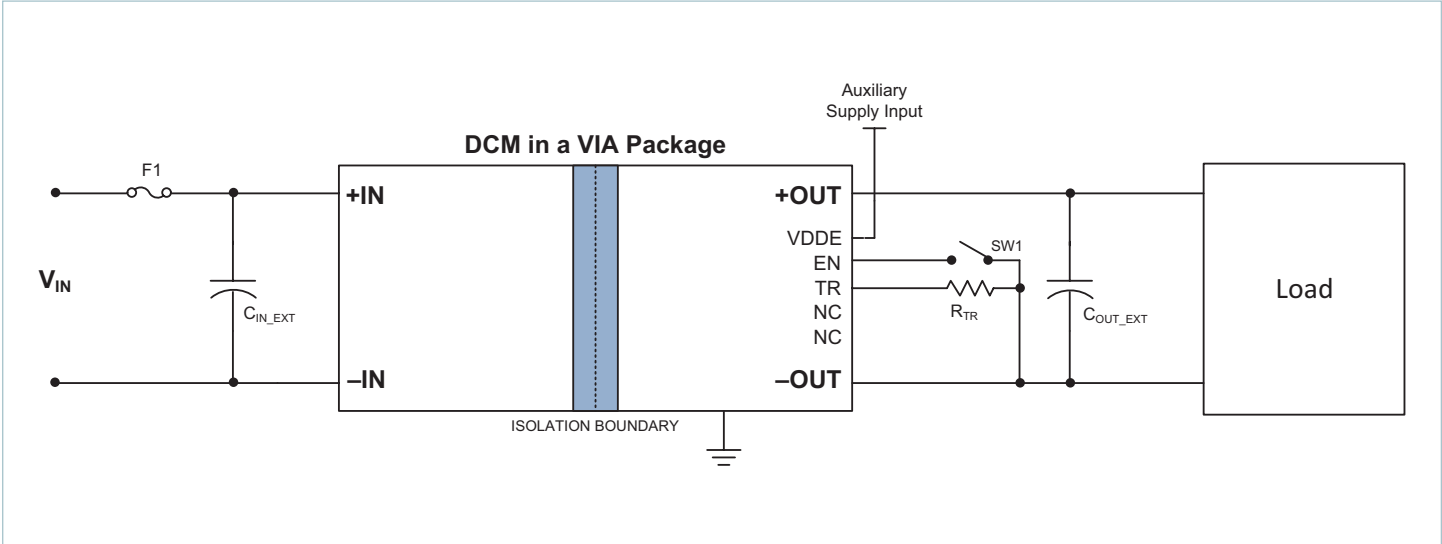 Auxiliary
Supply Input
DCM in a VIA Package
F1
+IN
+OUT
VDDE
SW1
EN
V_IN
TR
Load
C_IN_EXT
R_TR
C_OUT_EXT
NC
NC
–IN
–OUT
ISOLATION BOUNDARY